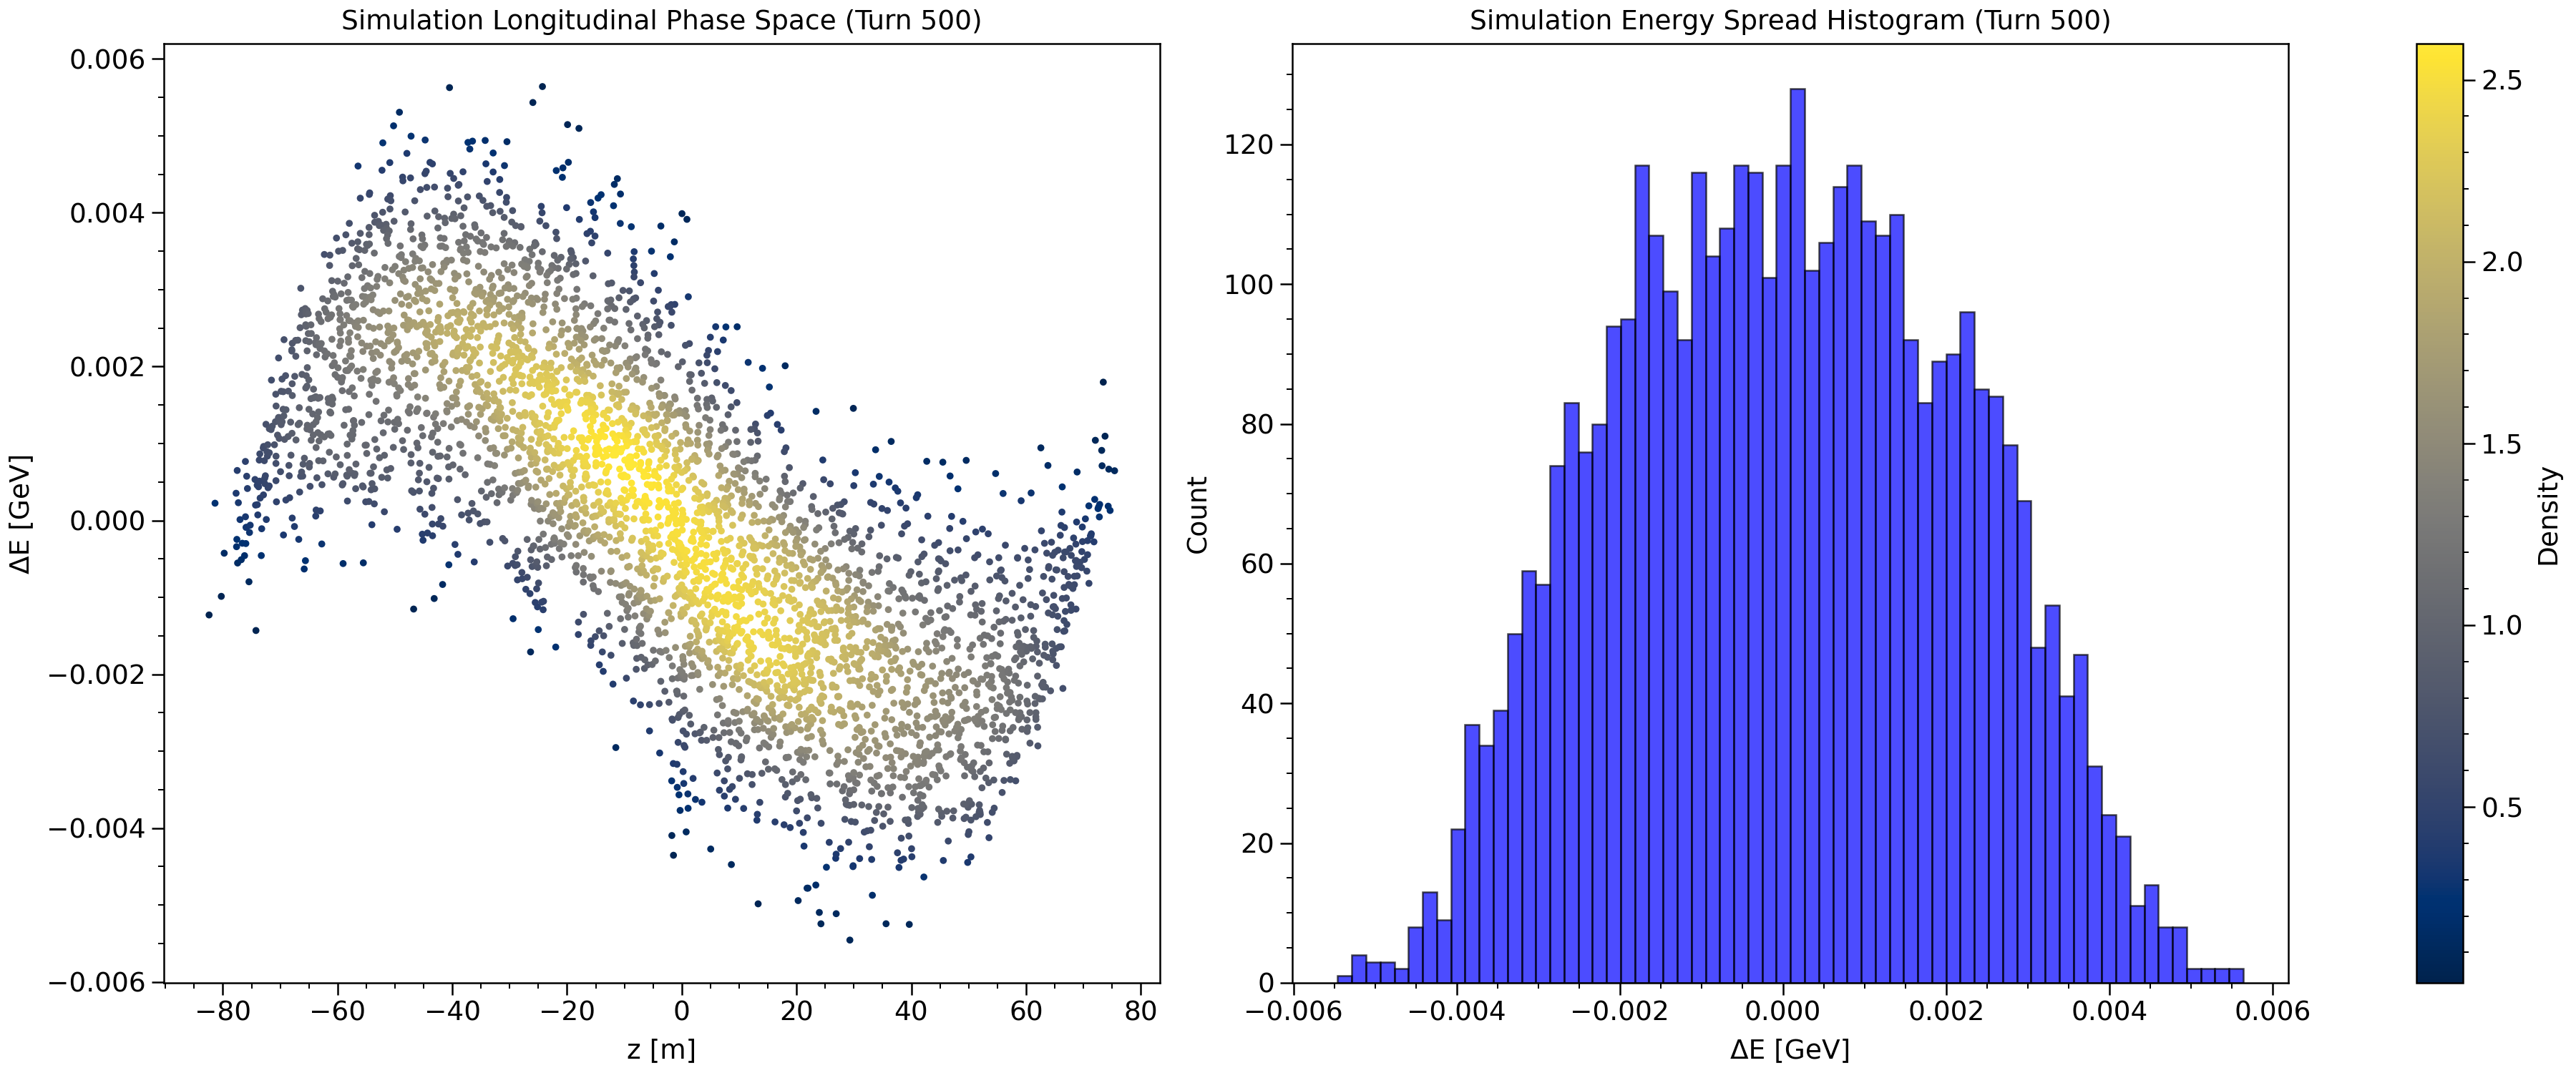 Simulation Longitudinal Phase Space (Turn 500)
ΔE [GeV]
0.006
0.004
0.002
0.000
−0.002
−0.004
−0.006
−80 −60 −40 −20 0 20 40 60 80
z [m]
Simulation Energy Spread Histogram (Turn 500)
Count
120
100
80
60
40
20
0
−0.006 −0.004 −0.002 0.000 0.002 0.004 0.006
ΔE [GeV]
2.5
2.0
1.5
1.0
0.5
Density